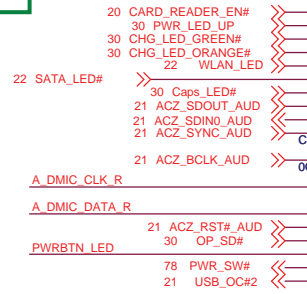 20 CARD_READER_EN#
30 PWR_LED_UP
30 CHG_LED_GREEN#
30 CHG_LED_ORANGE#
22 WLAN_LED
22 SATA_LED#
30 Caps_LED#
21 ACZ_SDOUT_AUD
21 ACZ_SDIN0_AUD
21 ACZ_SYNC_AUD
C
21 ACZ_BCLK_AUD
00
A_DMIC_CLK_R
A_DMIC_DATA_R
21 ACZ_RST#_AUD
30 OP_SD#
PWRBTN_LED
78 PWR_SW#
21 USB_OC#2